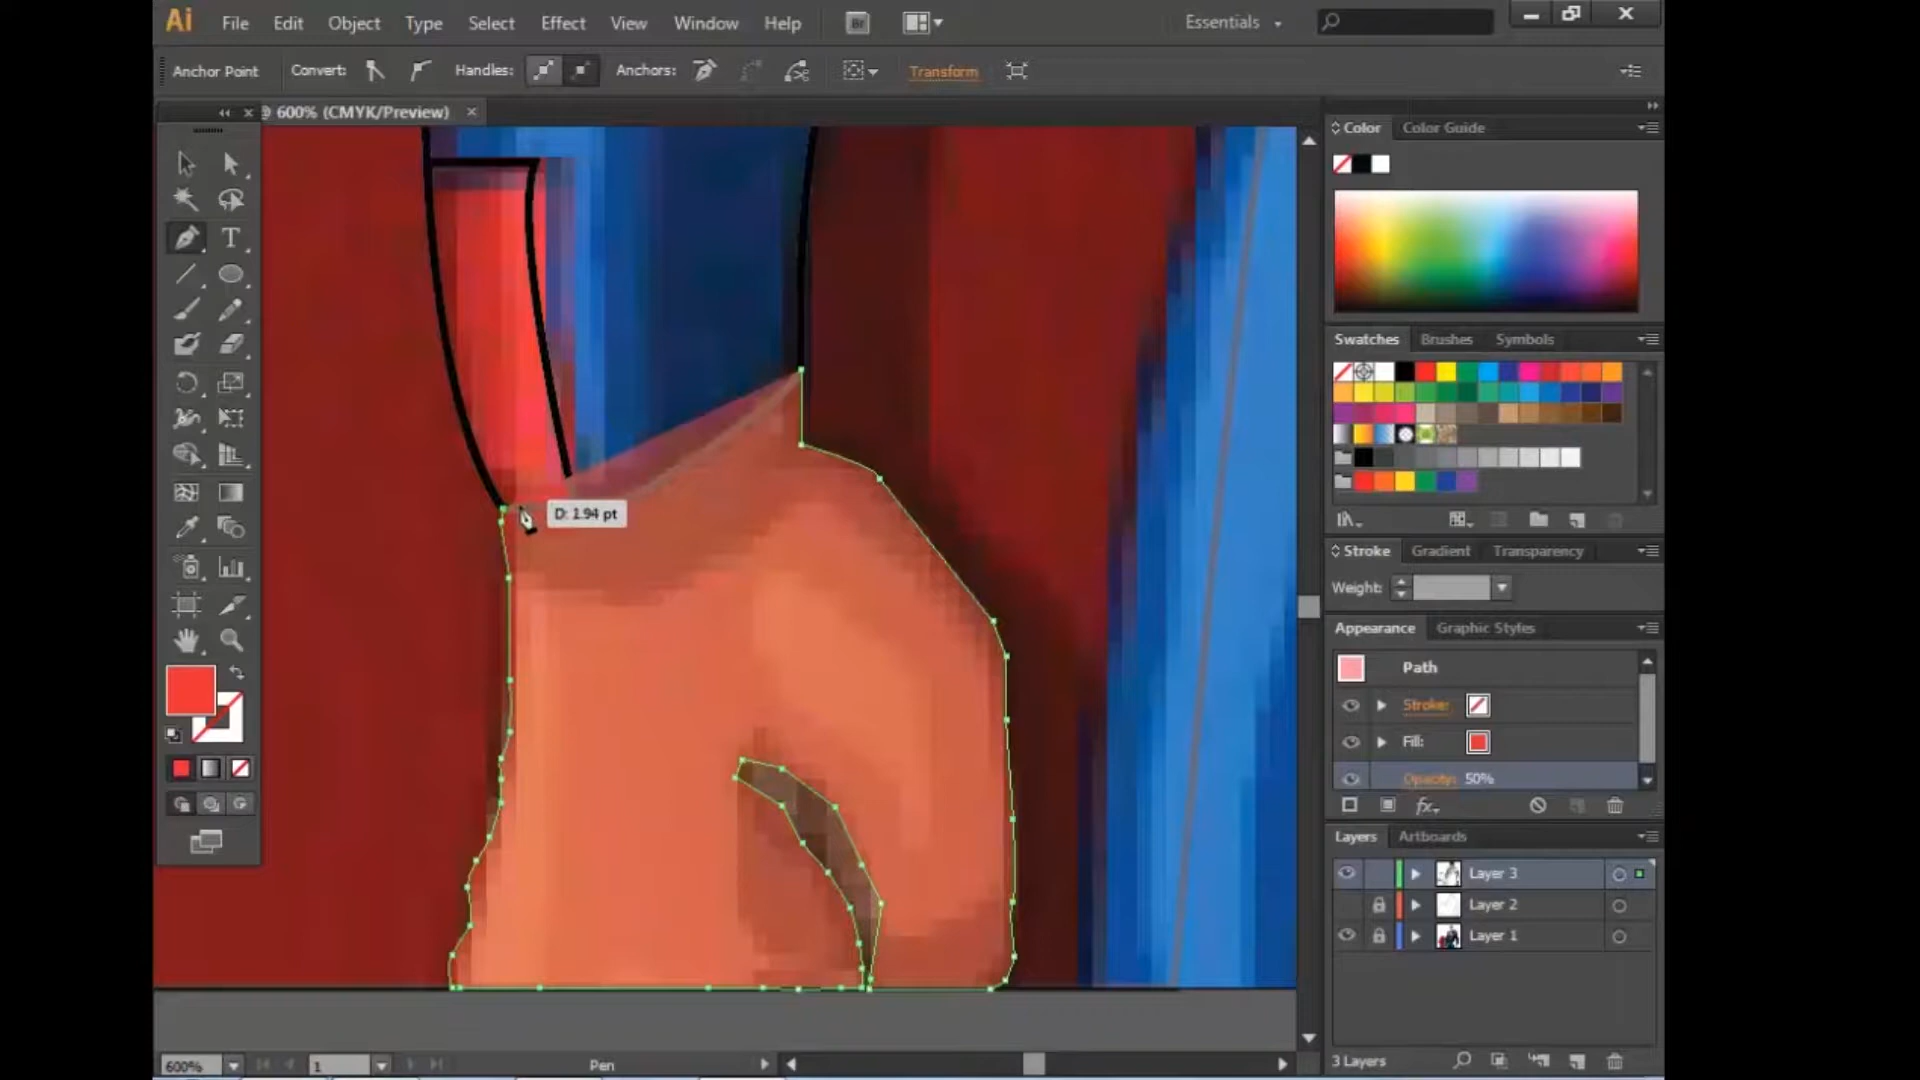 Ai File Edit Object Type Select Effect View Window Help Br Essentials
Anchor Point Convert: Handles: Anchors: Transform
@ 600% (CMYK/Preview)
Color Color Guide
Swatches Brushes Symbols
T
D: 1.94 pt
Stroke Gradient Transparency
Weight:
Appearance Graphic Styles
Path
Stroke:
Fill:
Opacity: 50%
fx
Layers Artboards
Layer 3
Layer 2
Layer 1
3 Layers
600% 1 Pen